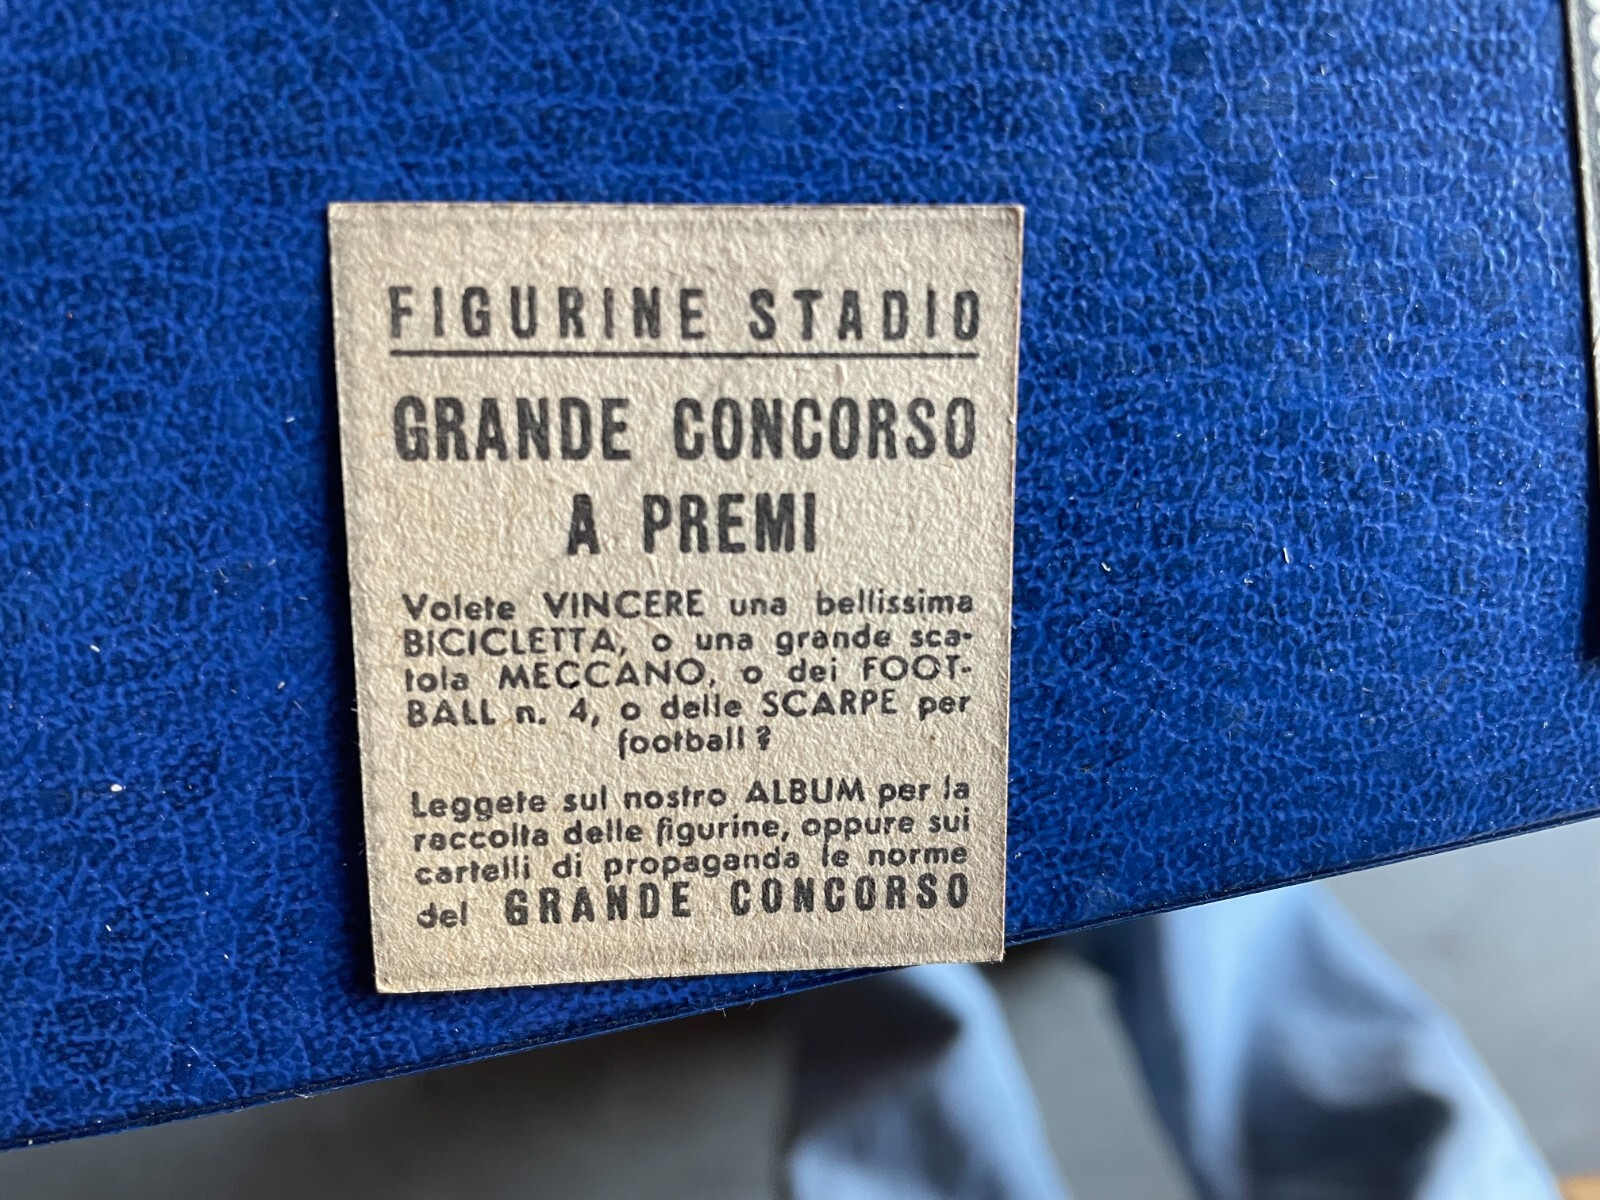 FIGURINE STADIO
GRANDE CONCORSO
A PREMI
Volete VINCERE una bellissima
BICICLETTA, o una grande sca-
tola MECCANO, o dei FOOT-
BALL n. 4, o delle SCARPE per
football?
Leggete sul nostro ALBUM per la
raccolta delle figurine, oppure sui
cartelli di propaganda le norme
del GRANDE CONCORSO